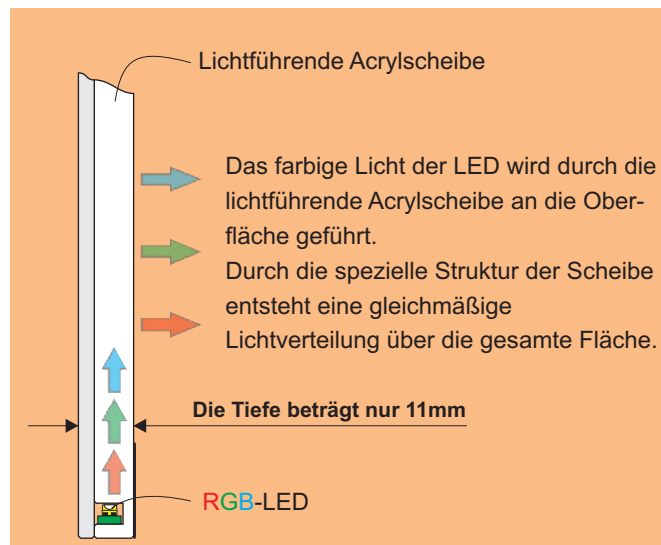 Lichtführende Acrylscheibe
Das farbige Licht der LED wird durch die
lichtführende Acrylscheibe an die Ober-
fläche geführt.
Durch die spezielle Struktur der Scheibe
entsteht eine gleichmäßige
Lichtverteilung über die gesamte Fläche.
Die Tiefe beträgt nur 11mm
RGB-LED